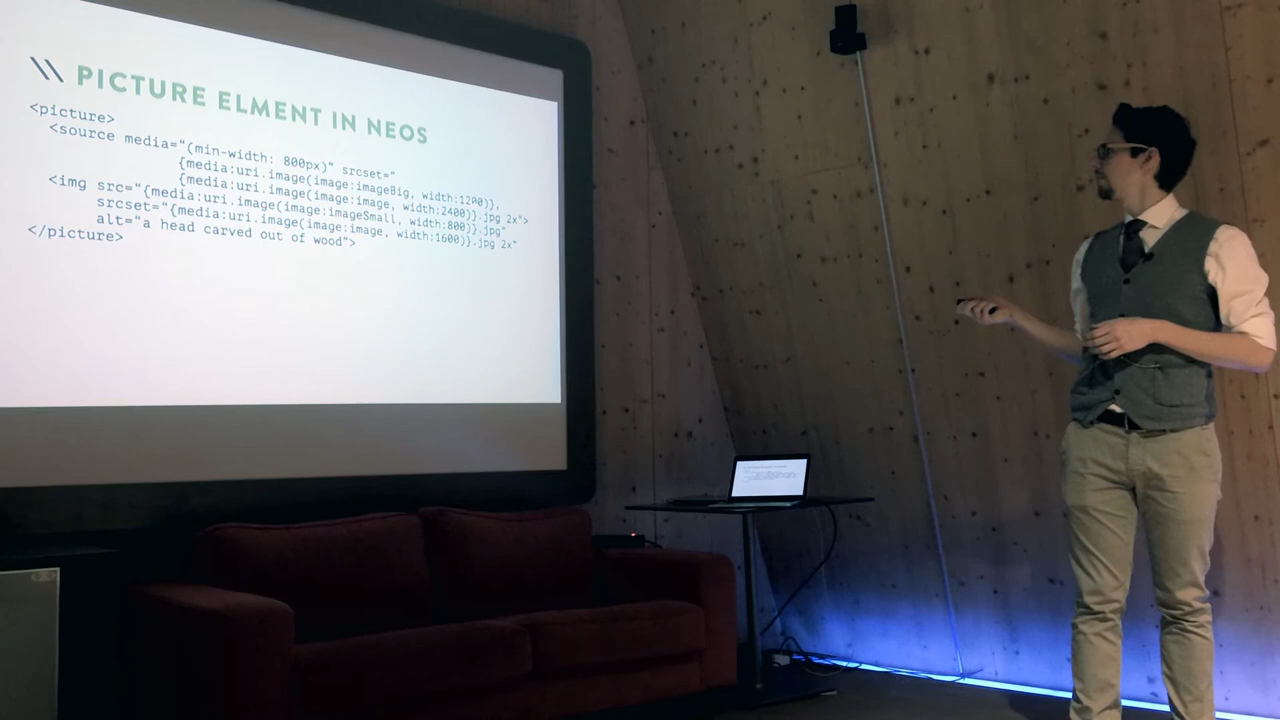 \\ PICTURE ELMENT IN NEOS
<picture>
<source media="(min-width: 800px)" srcset="
{media:uri.image(image:imageBig, width:1200)},
{media:uri.image(image:image, width:2400)}.jpg 2x">
<img src="{media:uri.image(image:imageSmall, width:800)}.jpg"
srcset="{media:uri.image(image:image, width:1600)}.jpg 2x"
alt="a head carved out of wood">
</picture>